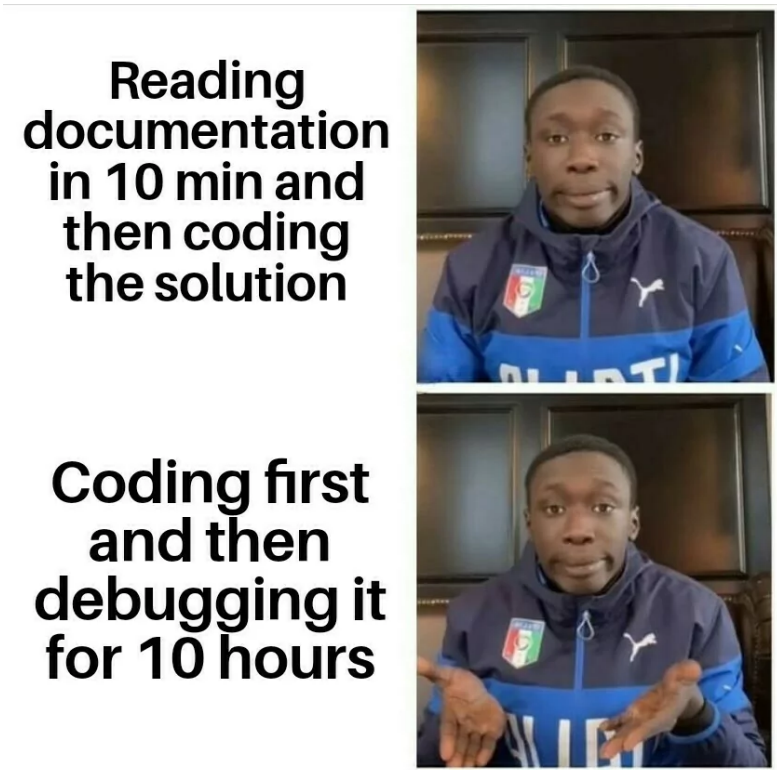 Reading
documentation
in 10 min and
then coding
the solution
Coding first
and then
debugging it
for 10 hours